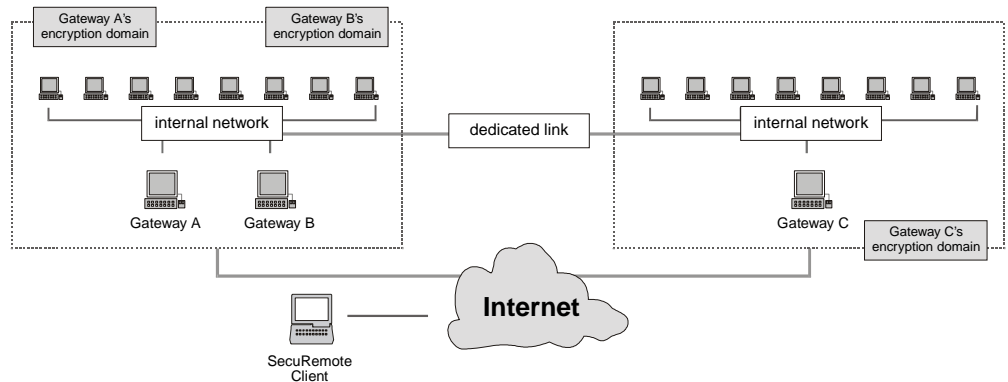 Gateway A's
encryption domain
Gateway B's
encryption domain
internal network
dedicated link
internal network
Gateway A
Gateway B
Gateway C
Gateway C's
encryption domain
Internet
SecuRemote
Client